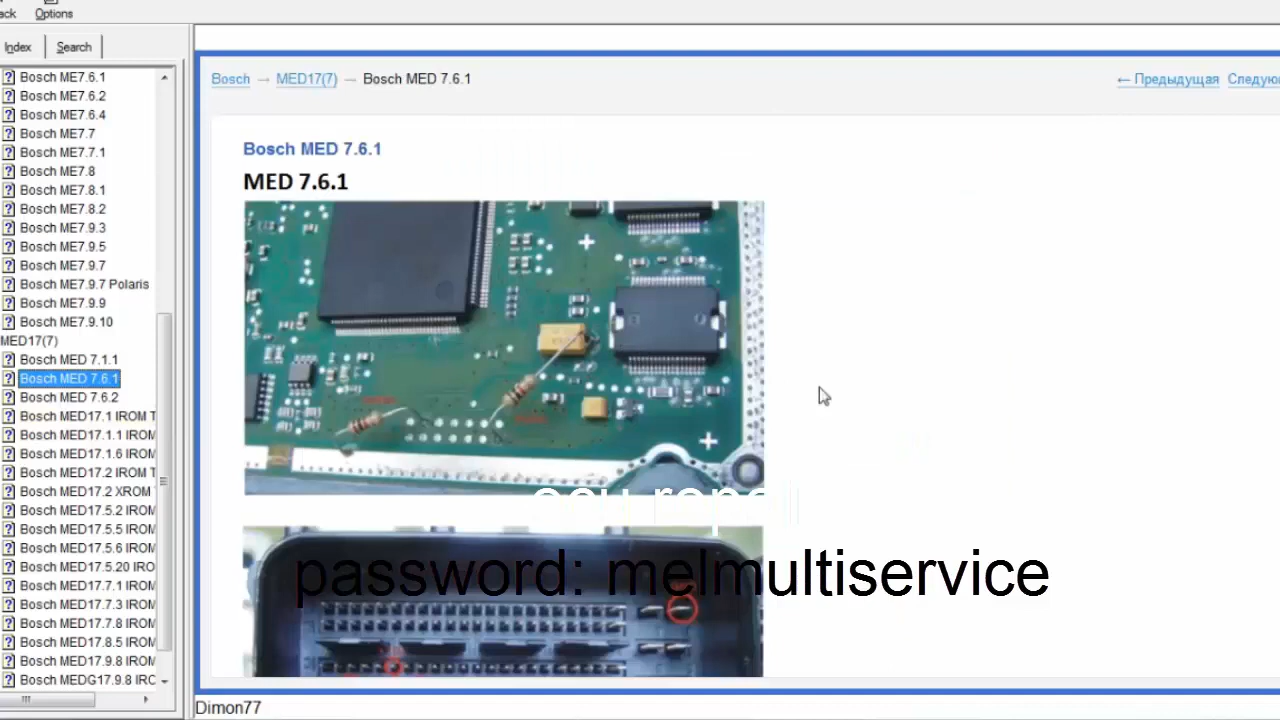 Options
Index
Search
Bosch ME7.6.1
Bosch ME7.6.2
Bosch ME7.6.4
Bosch ME7.7
Bosch ME7.7.1
Bosch ME7.8
Bosch ME7.8.1
Bosch ME7.8.2
Bosch ME7.9.3
Bosch ME7.9.5
Bosch ME7.9.7
Bosch ME7.9.7 Polaris
Bosch ME7.9.9
Bosch ME7.9.10
MED17(7)
Bosch MED 7.1.1
Bosch MED 7.6.1
Bosch MED 7.6.2
Bosch MED17.1 IROM T
Bosch MED17.1.1 IROM
Bosch MED17.1.6 IROM
Bosch MED17.2 IROM T
Bosch MED17.2 XROM
Bosch MED17.5.2 IROM
Bosch MED17.5.5 IROM
Bosch MED17.5.6 IROM
Bosch MED17.5.20 IRO
Bosch MED17.7.1 IROM
Bosch MED17.7.3 IROM
Bosch MED17.7.8 IROM
Bosch MED17.8.5 IROM
Bosch MED17.9.8 IROM
Bosch MEDG17.9.8 IRO
Bosch → MED17(7) → Bosch MED 7.6.1
← Предыдущая
Bosch MED 7.6.1
MED 7.6.1
password: melmultiservice
Dimon77